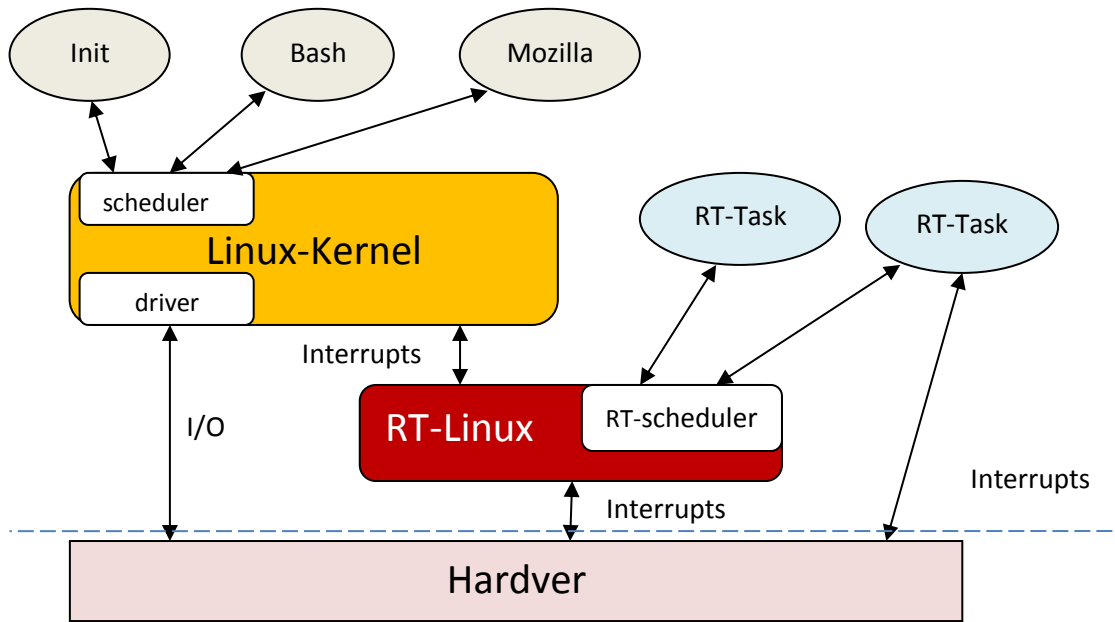 Init
Bash
Mozilla
scheduler
Linux-Kernel
driver
RT-Task
RT-Task
Interrupts
I/O
RT-Linux
RT-scheduler
Interrupts
Interrupts
Hardver